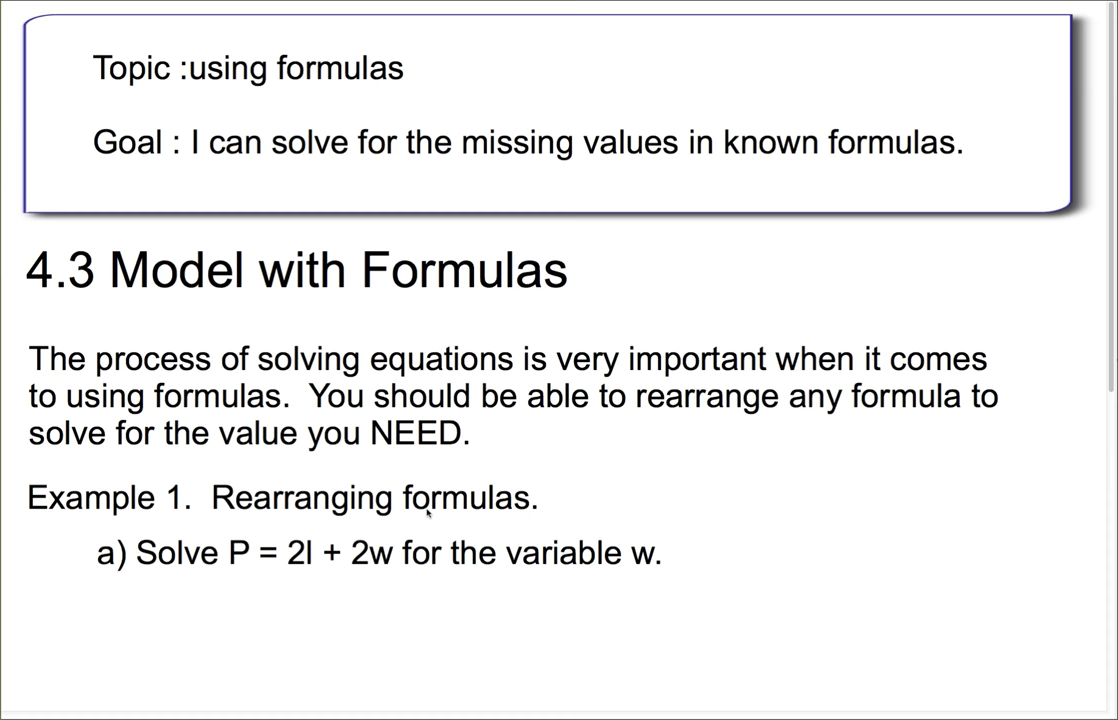 Topic :using formulas
Goal : I can solve for the missing values in known formulas.
4.3 Model with Formulas
The process of solving equations is very important when it comes
to using formulas.  You should be able to rearrange any formula to
solve for the value you NEED.
Example 1.  Rearranging formulas.
a) Solve P = 2l + 2w for the variable w.